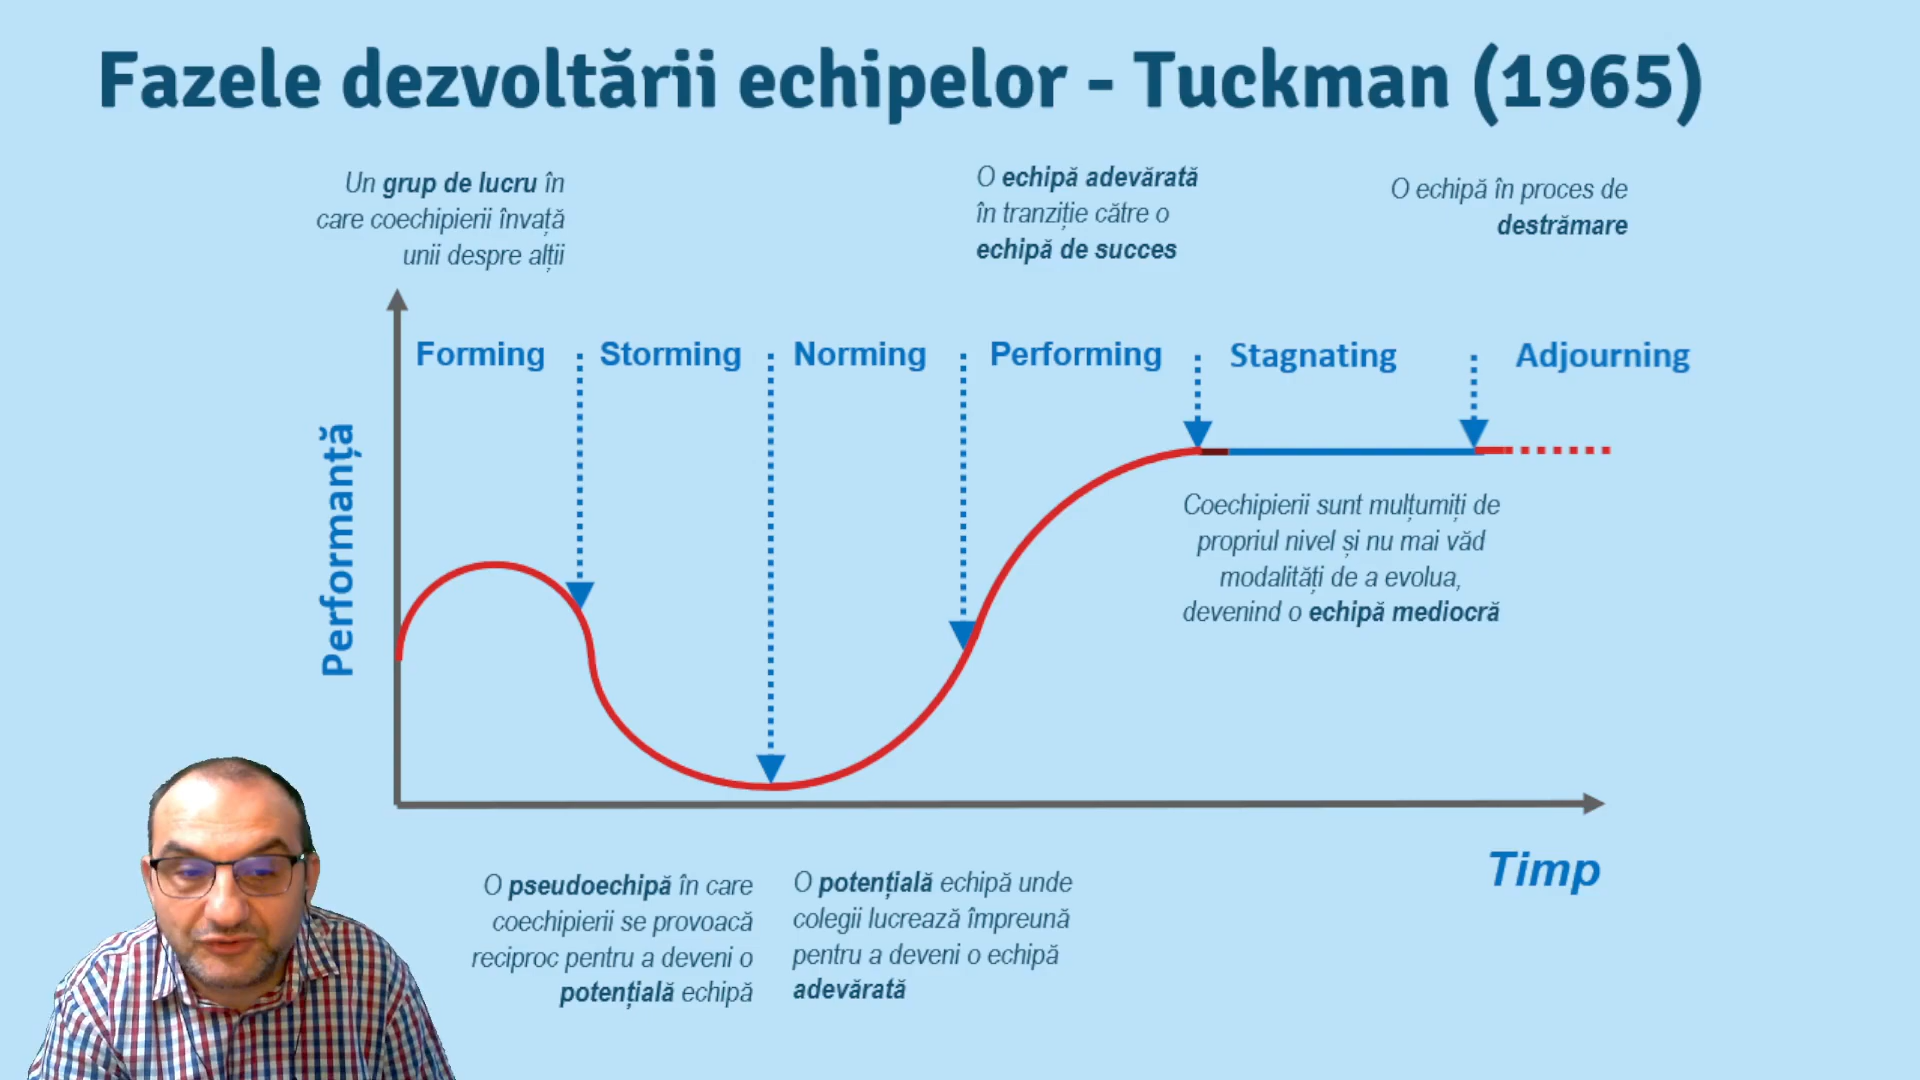 Fazele dezvoltării echipelor - Tuckman (1965)
Un grup de lucru în
care coechipierii învață
unii despre alții
O echipă adevărată
în tranziție către o
echipă de succes
O echipă în proces de
destrămare
Forming
Storming
Norming
Performing
Stagnating
Adjourning
Performanță
Coechipierii sunt mulțumiți de
propriul nivel și nu mai văd
modalități de a evolua,
devenind o echipă mediocră
Timp
O pseudoechipă în care
coechipierii se provoacă
reciproc pentru a deveni o
potențială echipă
O potențială echipă unde
colegii lucrează împreună
pentru a deveni o echipă
adevărată